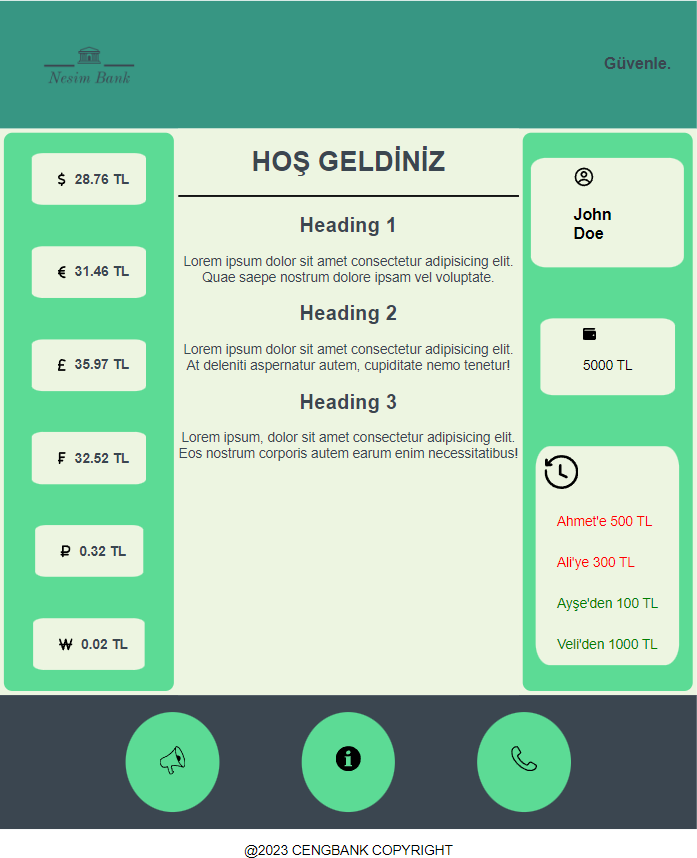 Nesim Bank
Güvenle.
$ 28.76 TL
€ 31.46 TL
£ 35.97 TL
₣ 32.52 TL
₽ 0.32 TL
₩ 0.02 TL
HOŞ GELDİNİZ
Heading 1
Lorem ipsum dolor sit amet consectetur adipisicing elit.
Quae saepe nostrum dolore ipsam vel voluptate.
Heading 2
Lorem ipsum dolor sit amet consectetur adipisicing elit.
At deleniti aspernatur autem, cupiditate nemo tenetur!
Heading 3
Lorem ipsum, dolor sit amet consectetur adipisicing elit.
Eos nostrum corporis autem earum enim necessitatibus!
John
Doe
5000 TL
Ahmet'e 500 TL
Ali'ye 300 TL
Ayşe'den 100 TL
Veli'den 1000 TL
@2023 CENGBANK COPYRIGHT